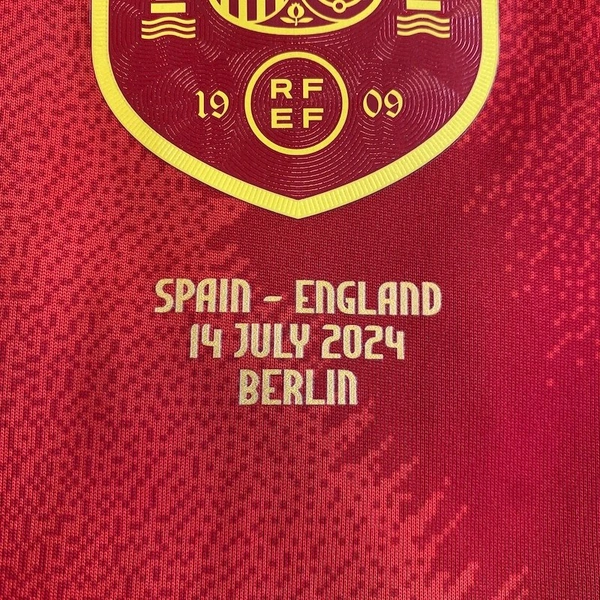 19 RF 09
EF
SPAIN - ENGLAND
14 JULY 2024
BERLIN